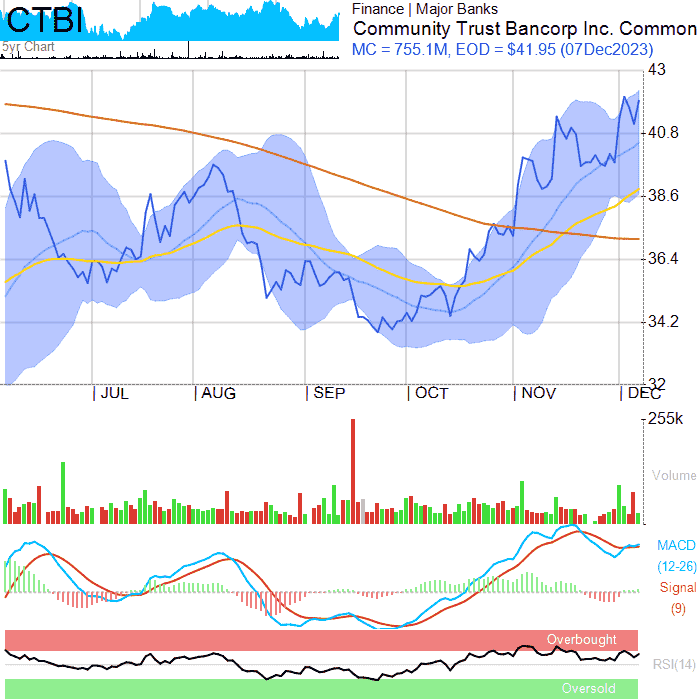 CTBI
Finance | Major Banks
Community Trust Bancorp Inc. Common
5yr Chart
MC = 755.1M, EOD = $41.95 (07Dec2023)
43
40.8
38.6
36.4
34.2
32
JUL AUG SEP OCT NOV DEC
255k
Volume
MACD
(12-26)
Signal
(9)
Overbought
RSI(14)
Oversold